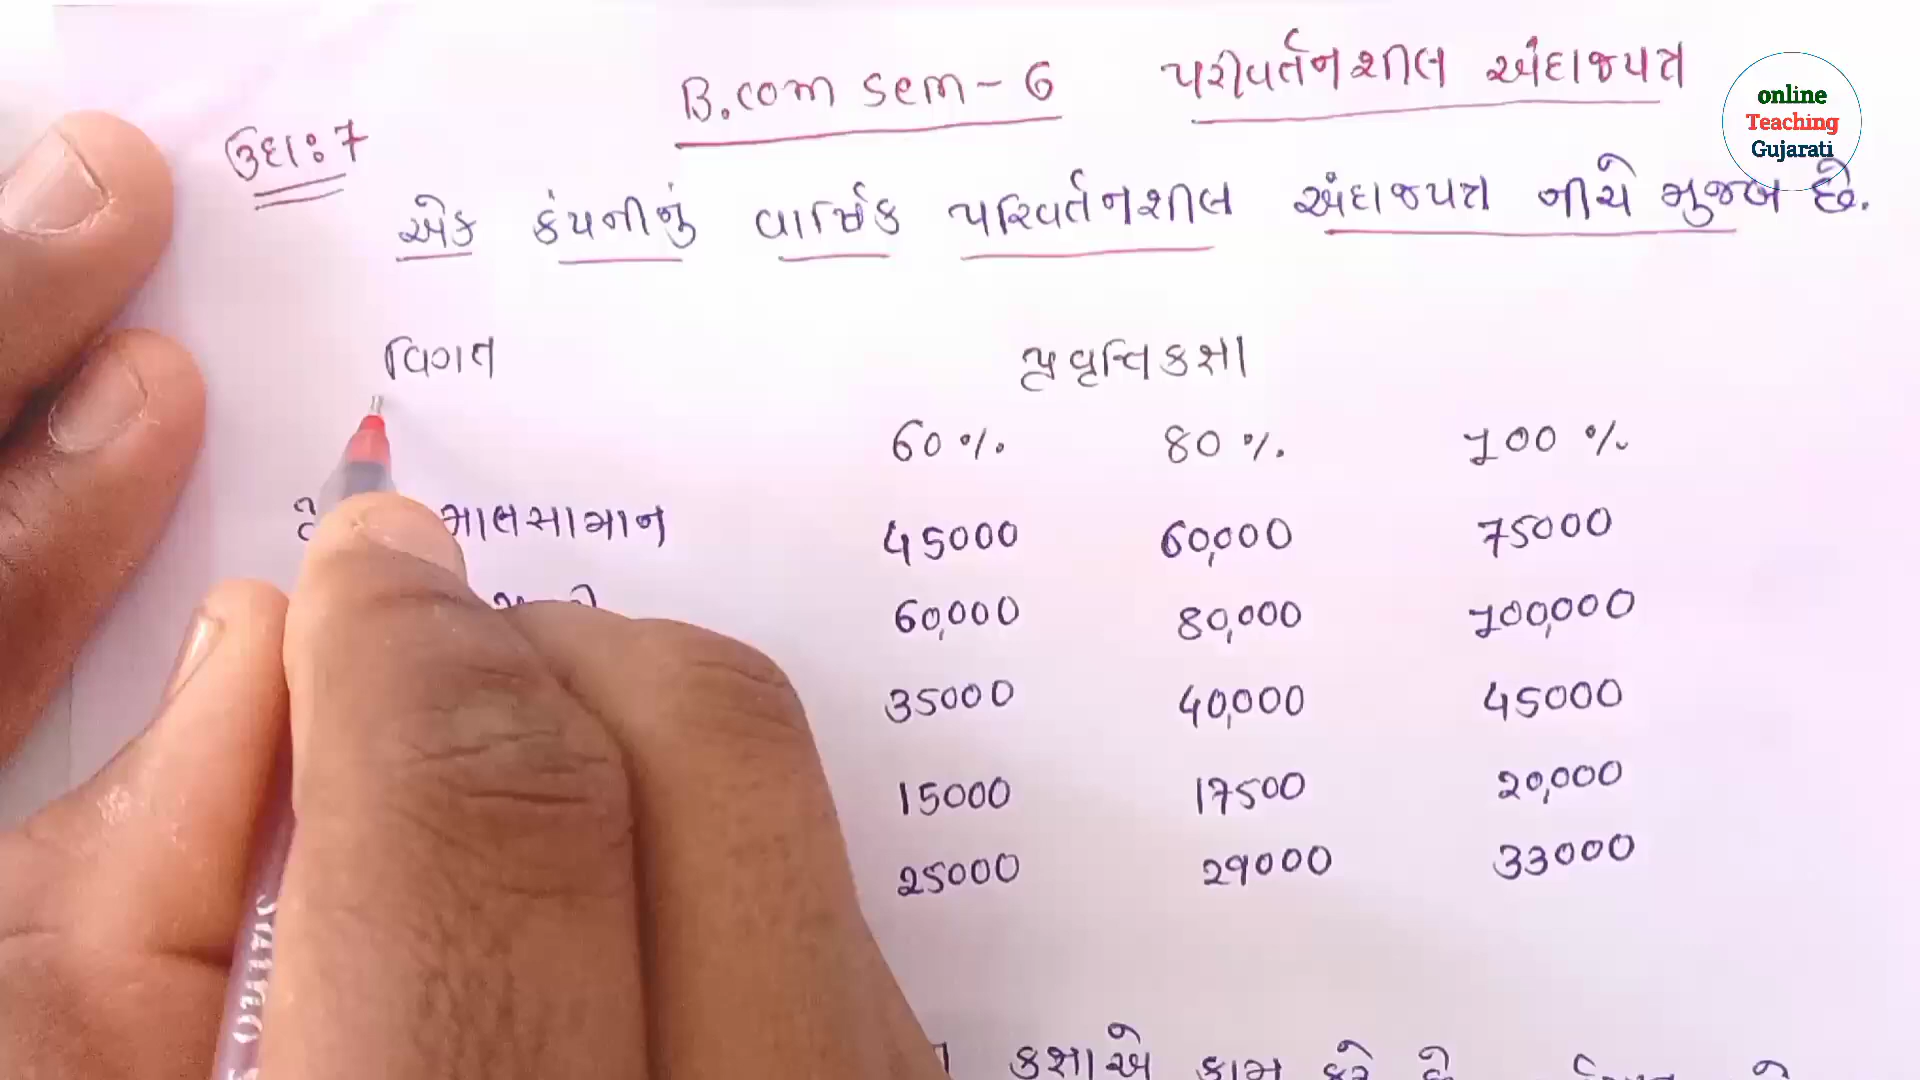 B.com sem - 6 પરીવર્તનશીલ અંદાજપત્ર
online
Teaching
Gujarati
ઉદા: 7
એક કંપનીનું વાર્ષિક પરિવર્તનશીલ અંદાજપત્ર નીચે મુજબ છે.
વિગત પ્રવૃત્તિ કક્ષા
60 % 80 % 100 %
માલસામાન 45000 60,000 75000
60,000 80,000 100,000
35000 40,000 45000
15000 17500 20,000
25000 29000 33000
કક્ષાએ કામ કરે છે